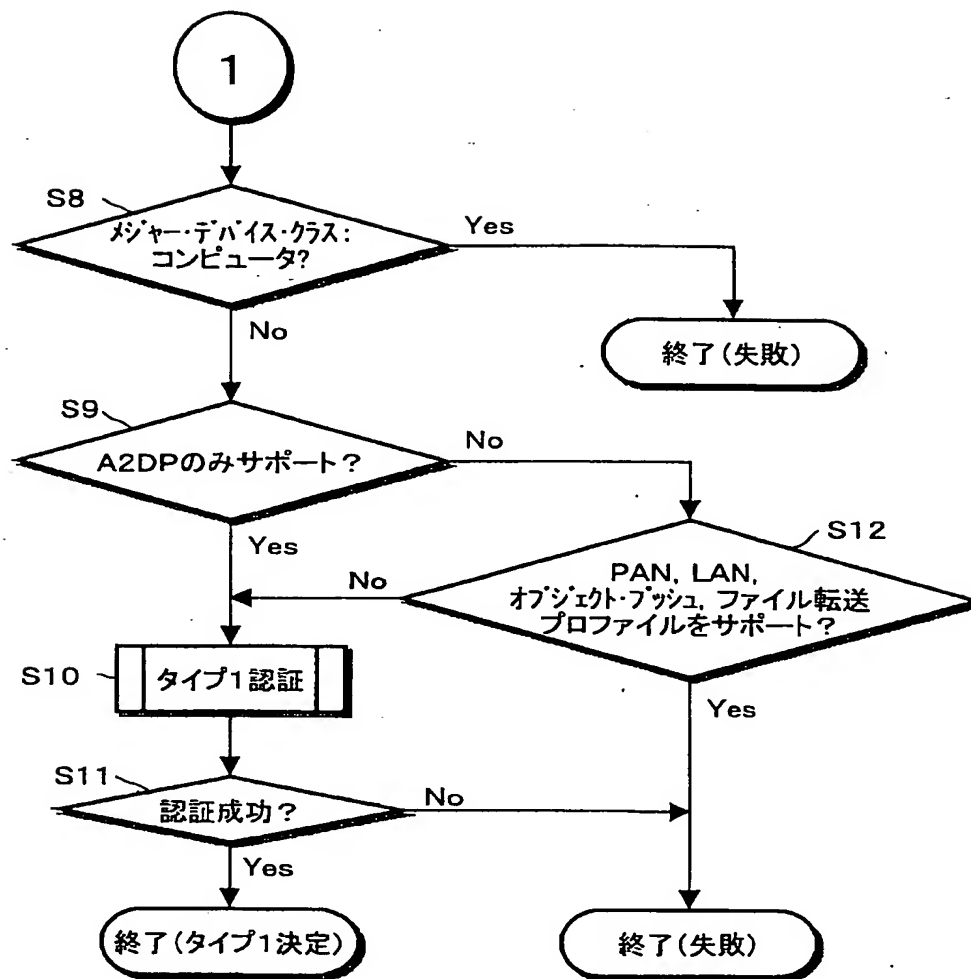 1
S8
メジャー・デバイス・クラス:
コンピュータ?
Yes
No
終了(失敗)
S9
A2DPのみサポート?
No
Yes
S12
PAN, LAN,
オブジェクト・プッシュ, ファイル転送
プロファイルをサポート?
No
Yes
S10
タイプ1認証
S11
認証成功?
No
Yes
終了(タイプ1決定)
終了(失敗)